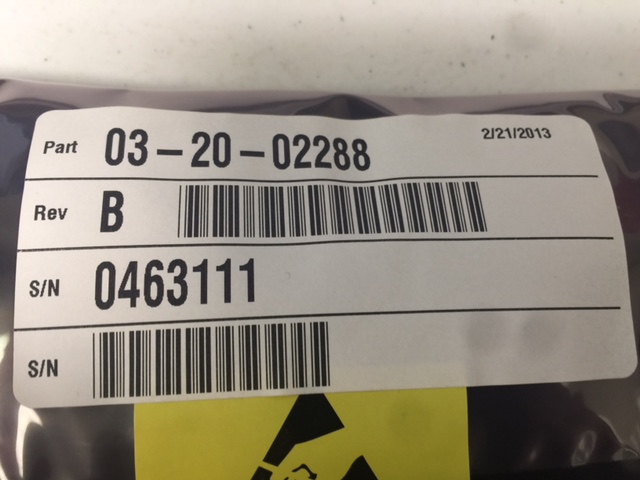 Part 03-20-02288 2/21/2013
Rev B
S/N 0463111
S/N